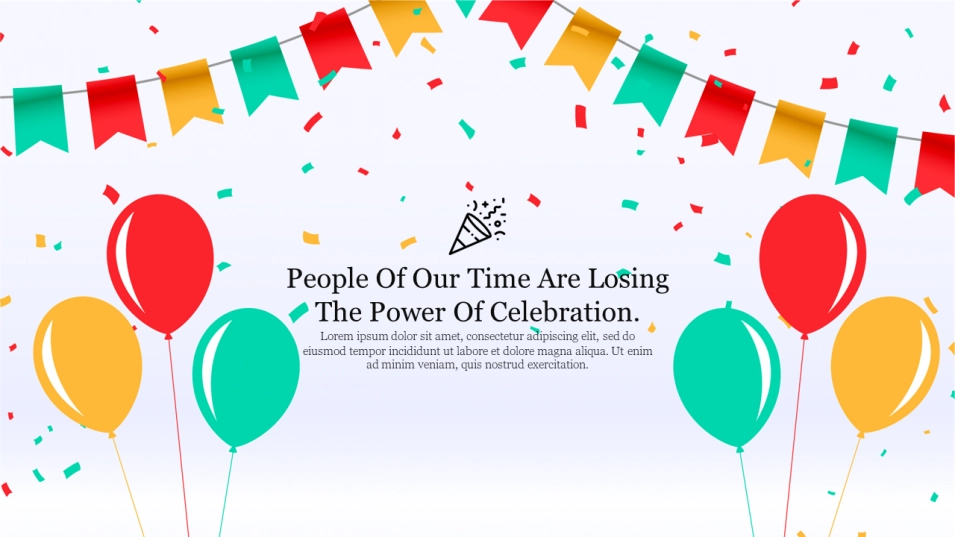 People Of Our Time Are Losing
The Power Of Celebration.
Lorem ipsum dolor sit amet, consectetur adipiscing elit, sed do
eiusmod tempor incididunt ut labore et dolore magna aliqua. Ut enim
ad minim veniam, quis nostrud exercitation.